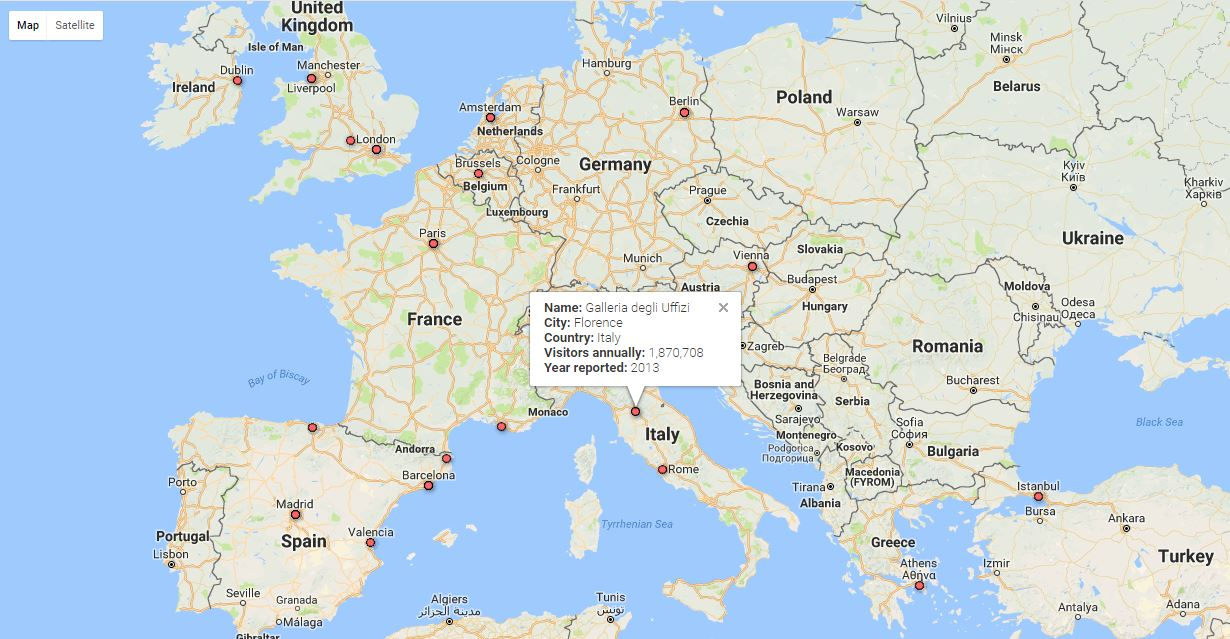 Map Satellite
United
Kingdom
Isle of Man
Dublin
Manchester
Ireland
Liverpool
London
Hamburg
Vilnius
Minsk
Мінск
Belarus
Amsterdam
Netherlands
Berlin
Poland
Warsaw
Brussels
Cologne
Germany
Belgium
Frankfurt
Luxembourg
Prague
Czechia
Kyiv
Київ
Kharkiv
Харків
Ukraine
Paris
Munich
Vienna
Slovakia
Austria
Budapest
Hungary
Moldova
Chisinau
Odesa
Одеса
France
Name: Galleria degli Uffizi
City: Florence
Country: Italy
Visitors annually: 1,870,708
Year reported: 2013
Zagreb
Romania
Belgrade
Београд
Bay of Biscay
Bosnia and
Herzegovina
Serbia
Bucharest
Monaco
Sarajevo
Italy
Montenegro
Podgorica
Подгорица
Kosovo
Sofia
София
Bulgaria
Black Sea
Andorra
Barcelona
Rome
Macedonia
(FYROM)
Porto
Tirana
Albania
Istanbul
Bursa
Ankara
Madrid
Spain
Valencia
Tyrrhenian Sea
Portugal
Lisbon
Greece
Athens
Αθήνα
Izmir
Turkey
Seville
Granada
Málaga
Gibraltar
Algiers
مدينة الجزائر
Tunis
تونس
Antalya
Adana